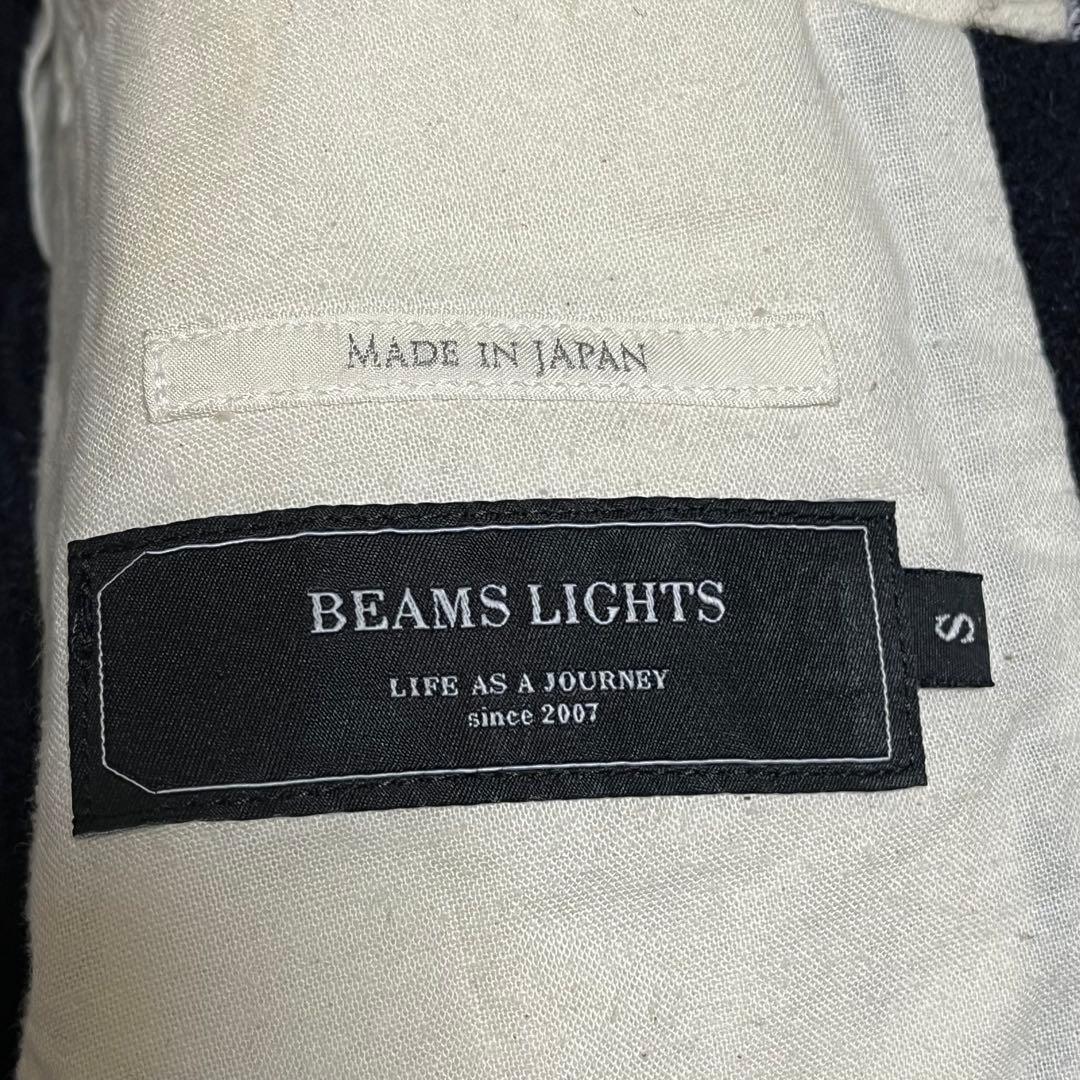 MADE IN JAPAN
BEAMS LIGHTS
LIFE AS A JOURNEY
since 2007
S